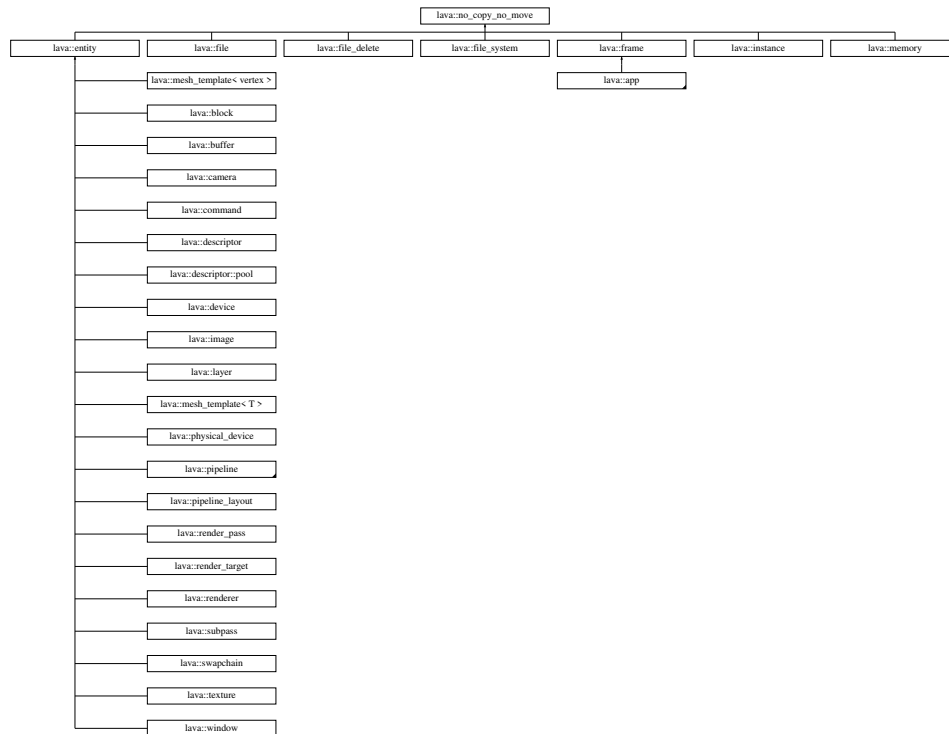 lava::no_copy_no_move
lava::entity
lava::file
lava::file_delete
lava::file_system
lava::frame
lava::instance
lava::memory
lava::mesh_template< vertex >
lava::app
lava::block
lava::buffer
lava::camera
lava::command
lava::descriptor
lava::descriptor::pool
lava::device
lava::image
lava::layer
lava::mesh_template< T >
lava::physical_device
lava::pipeline
lava::pipeline_layout
lava::render_pass
lava::render_target
lava::renderer
lava::subpass
lava::swapchain
lava::texture
lava::window